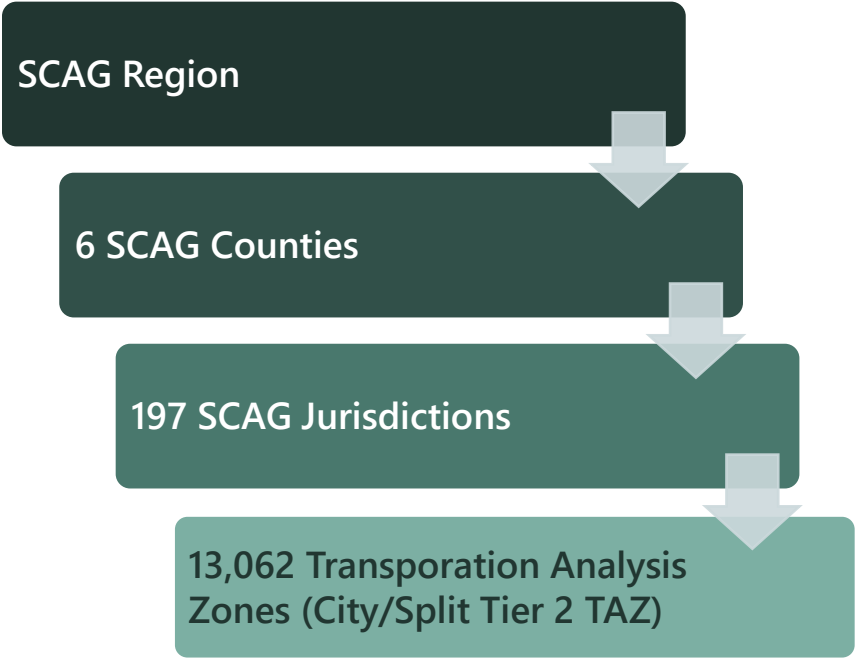 SCAG Region
6 SCAG Counties
197 SCAG Jurisdictions
13,062 Transporation Analysis
Zones (City/Split Tier 2 TAZ)